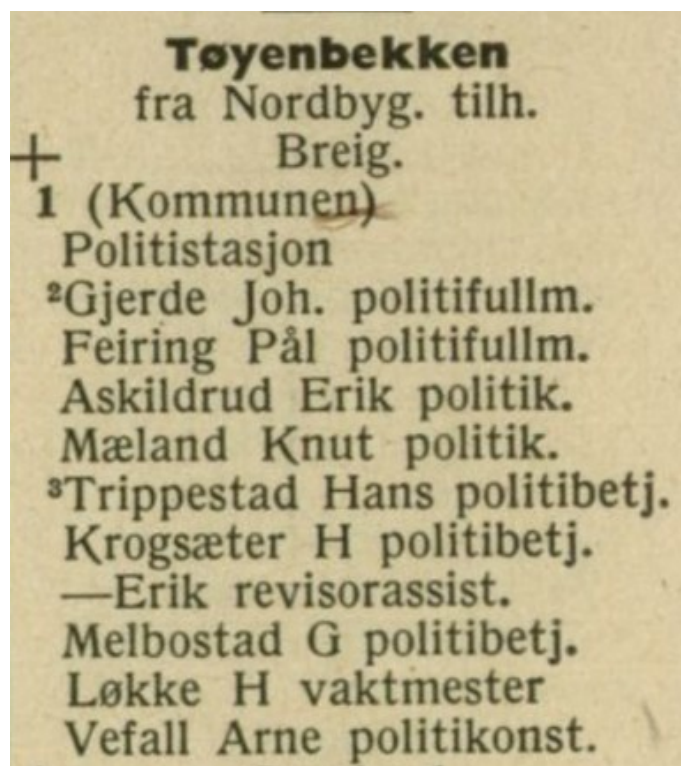 Tøyenbekken
fra Nordbyg. tilh.
Breig.
1 (Kommunen)
Politistasjon
²Gjerde Joh. politifullm.
Feiring Pål politifullm.
Askildrud Erik politik.
Mæland Knut politik.
³Trippestad Hans politibetj.
Krogsæter H politibetj.
—Erik revisorassist.
Melbostad G politibetj.
Løkke H vaktmester
Vefall Arne politikonst.